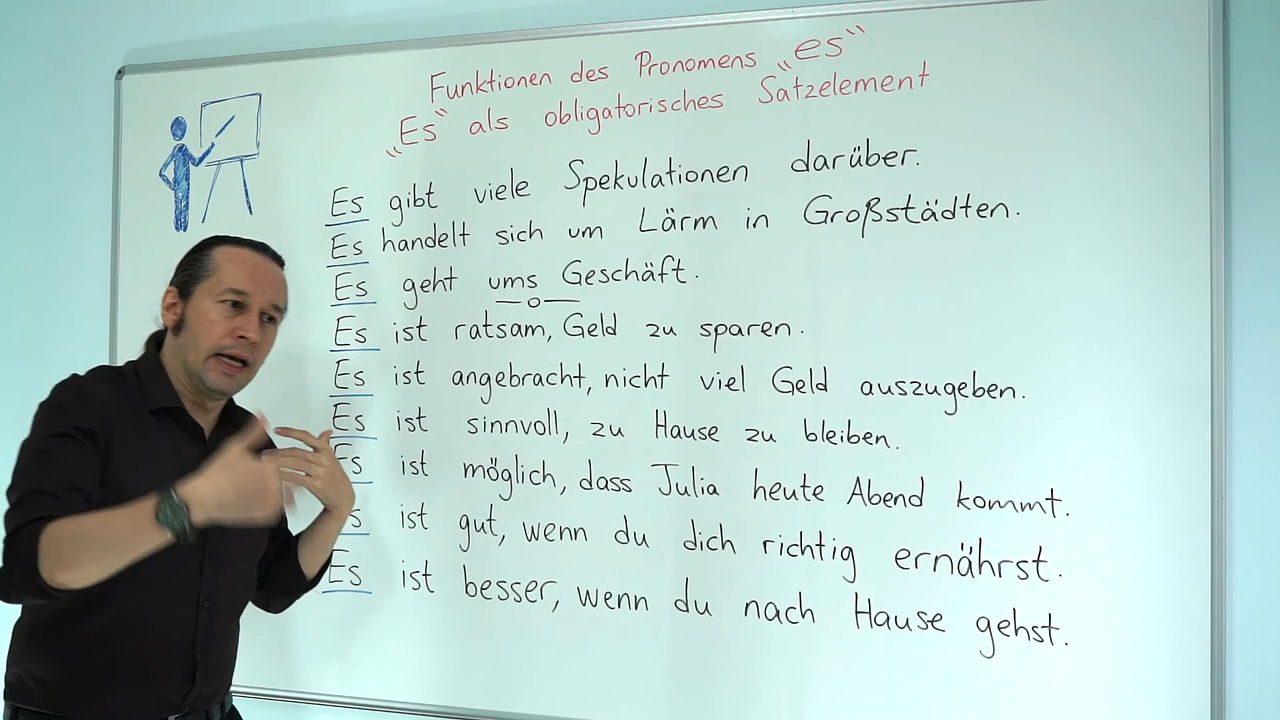 Funktionen des Pronomens „es“
„Es“ als obligatorisches Satzelement
Es gibt viele Spekulationen darüber.
Es handelt sich um Lärm in Großstädten.
Es geht ums Geschäft.
Es ist ratsam, Geld zu sparen.
Es ist angebracht, nicht viel Geld auszugeben.
Es ist sinnvoll, zu Hause zu bleiben.
Es ist möglich, dass Julia heute Abend kommt.
s ist gut, wenn du dich richtig ernährst.
Es ist besser, wenn du nach Hause gehst.